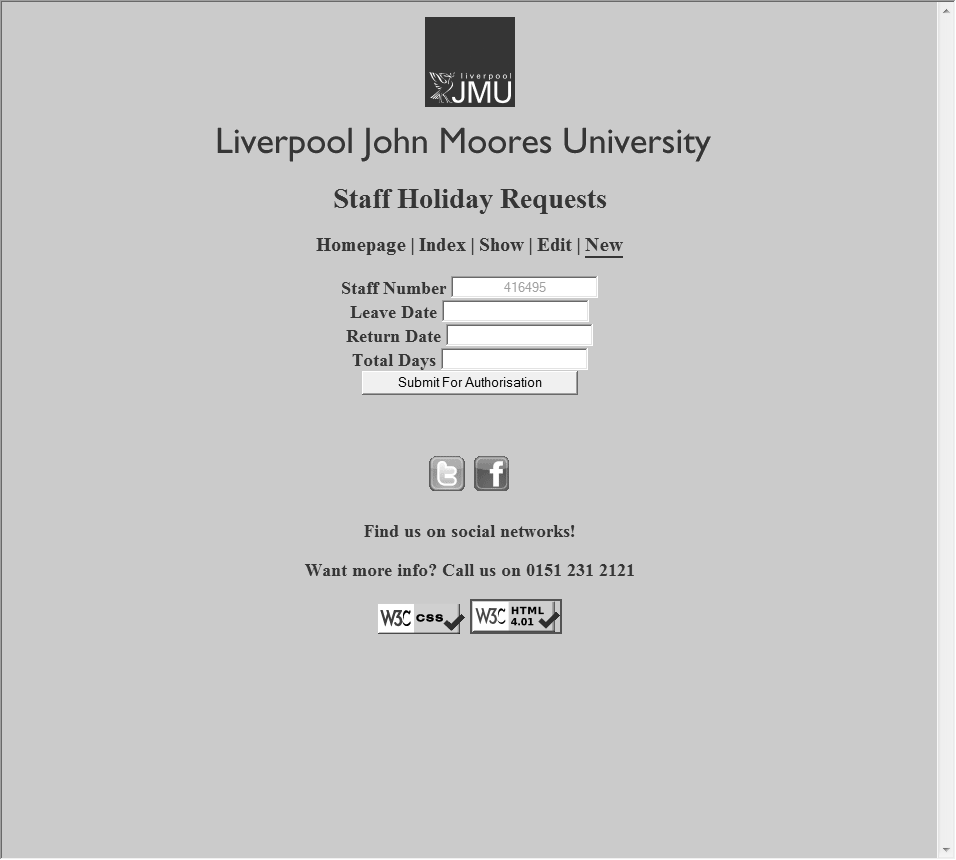 liverpool
JMU
Liverpool John Moores University
Staff Holiday Requests
Homepage | Index | Show | Edit | New
Staff Number 416495
Leave Date
Return Date
Total Days
Submit For Authorisation
t f
Find us on social networks!
Want more info? Call us on 0151 231 2121
W3C css W3C HTML 4.01